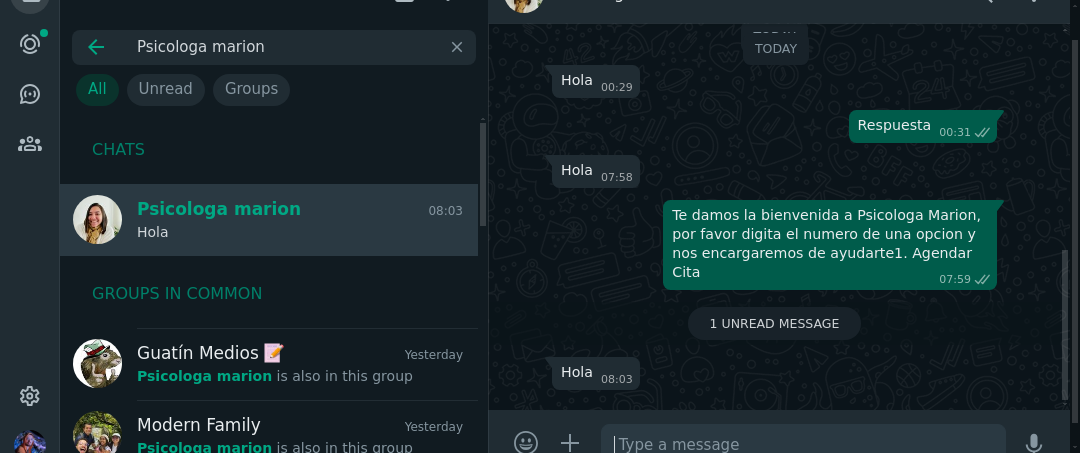 Psicologa marion
All
Unread
Groups
CHATS
Psicologa marion
08:03
Hola
GROUPS IN COMMON
Guatín Medios 📝
Yesterday
Psicologa marion is also in this group
Modern Family
Yesterday
Psicologa marion is also in this group
TODAY
Hola 00:29
Respuesta 00:31
Hola 07:58
Te damos la bienvenida a Psicologa Marion,
por favor digita el numero de una opcion y
nos encargaremos de ayudarte1. Agendar
Cita
07:59
1 UNREAD MESSAGE
Hola 08:03
Type a message